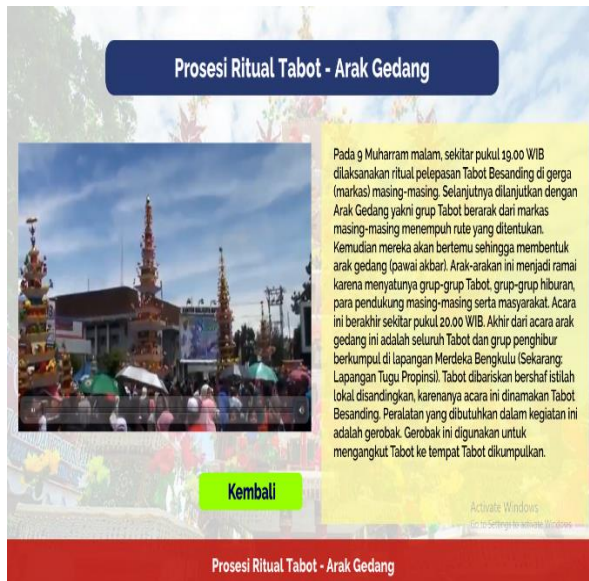 Prosesi Ritual Tabot - Arak Gedang
Pada 9 Muharram malam, sekitar pukul 19.00 WIB
dilaksanakan ritual pelepasan Tabot Besanding di gerga
(markas) masing-masing. Selanjutnya dilanjutkan dengan
Arak Gedang yakni grup Tabot berarak dari markas
masing-masing menempuh rute yang ditentukan.
Kemudian mereka akan bertemu sehingga membentuk
arak gedang (pawai akbar). Arak-arakan ini menjadi ramai
karena menyatunya grup-grup Tabot, grup-grup hiburan,
para pendukung masing-masing serta masyarakat. Acara
ini berakhir sekitar pukul 20.00 WIB. Akhir dari acara arak
gedang ini adalah seluruh Tabot dan grup penghibur
berkumpul di lapangan Merdeka Bengkulu (Sekarang:
Lapangan Tugu Propinsi). Tabot dibariskan bershaf istilah
lokal disandingkan, karenanya acara ini dinamakan Tabot
Besanding. Peralatan yang dibutuhkan dalam kegiatan ini
adalah gerobak. Gerobak ini digunakan untuk
mengangkut Tabot ke tempat Tabot dikumpulkan.
Kembali
Activate Windows
Go to Settings to activate Windows
Prosesi Ritual Tabot - Arak Gedang